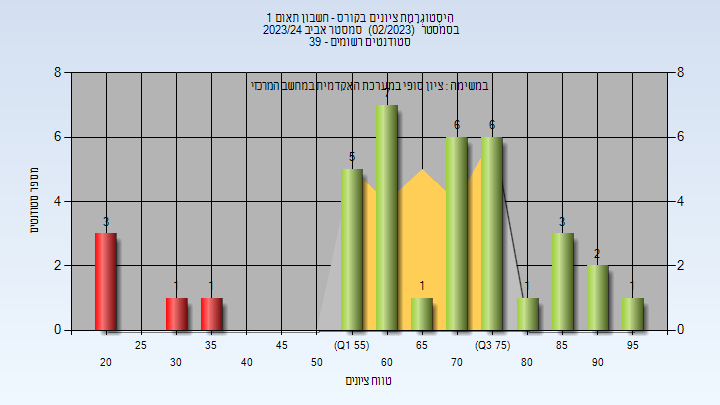 היסטוגרמת ציונים בקורס - חשבון תאום 1
בסמסטר (02/2023) סמסטר אביב 2023/24
סטודנטים רשומים - 39
במשימה : ציון סופי במערכת האקדמית במחשב המרכזי
מספר סטודנטים
8 8
6 6
4 4
2 2
0 0
3 1 1 5 7 1 6 6 1 3 2 1
25 35 45 (Q1 55) 65 (Q3 75) 85 95
20 30 40 50 60 70 80 90
טווח ציונים